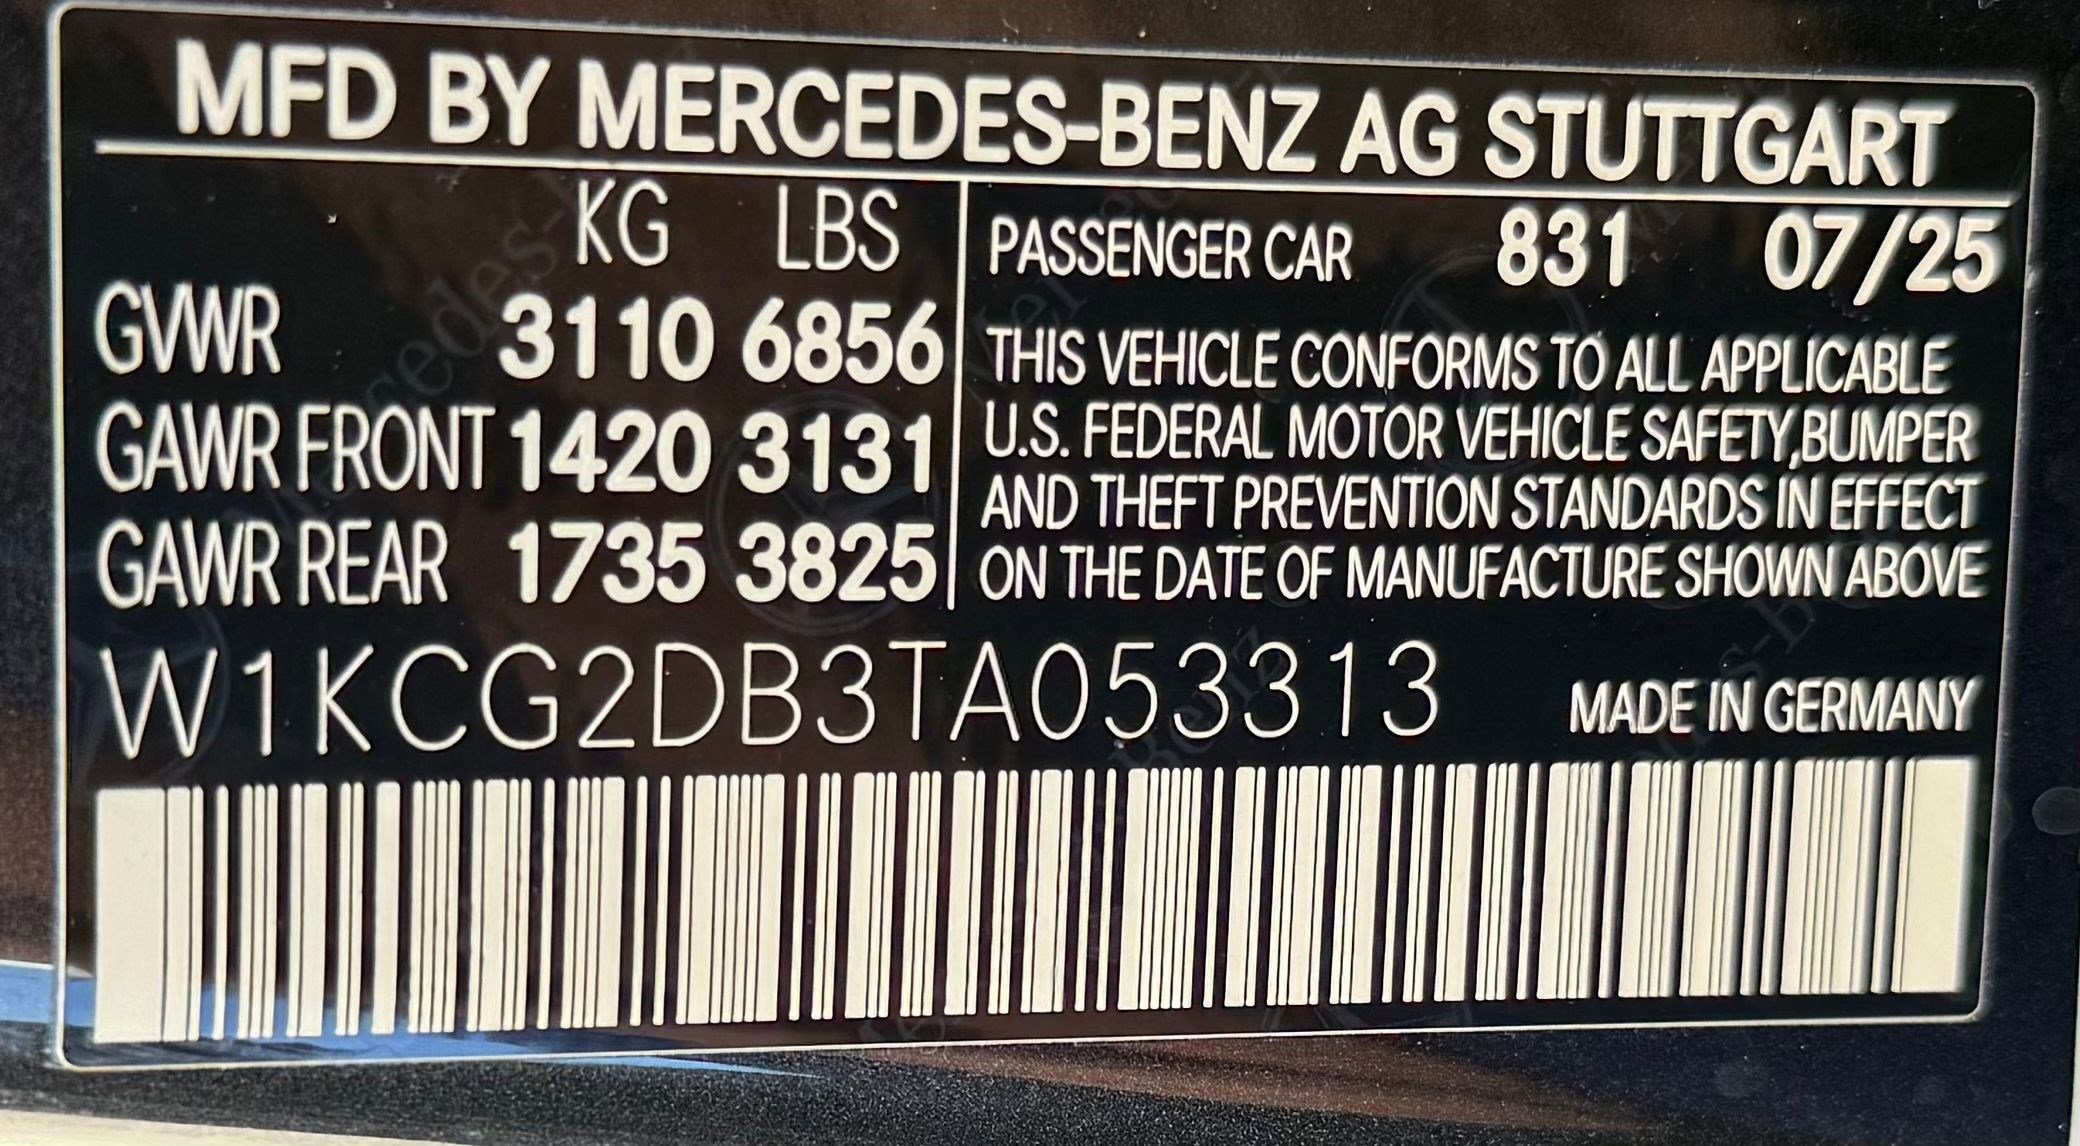 MFD BY MERCEDES-BENZ AG STUTTGART
KG LBS
GVWR 3110 6856
GAWR FRONT 1420 3131
GAWR REAR 1735 3825
PASSENGER CAR 831 07/25
THIS VEHICLE CONFORMS TO ALL APPLICABLE
U.S. FEDERAL MOTOR VEHICLE SAFETY,BUMPER
AND THEFT PREVENTION STANDARDS IN EFFECT
ON THE DATE OF MANUFACTURE SHOWN ABOVE
W1KCG2DB3TA053313
MADE IN GERMANY